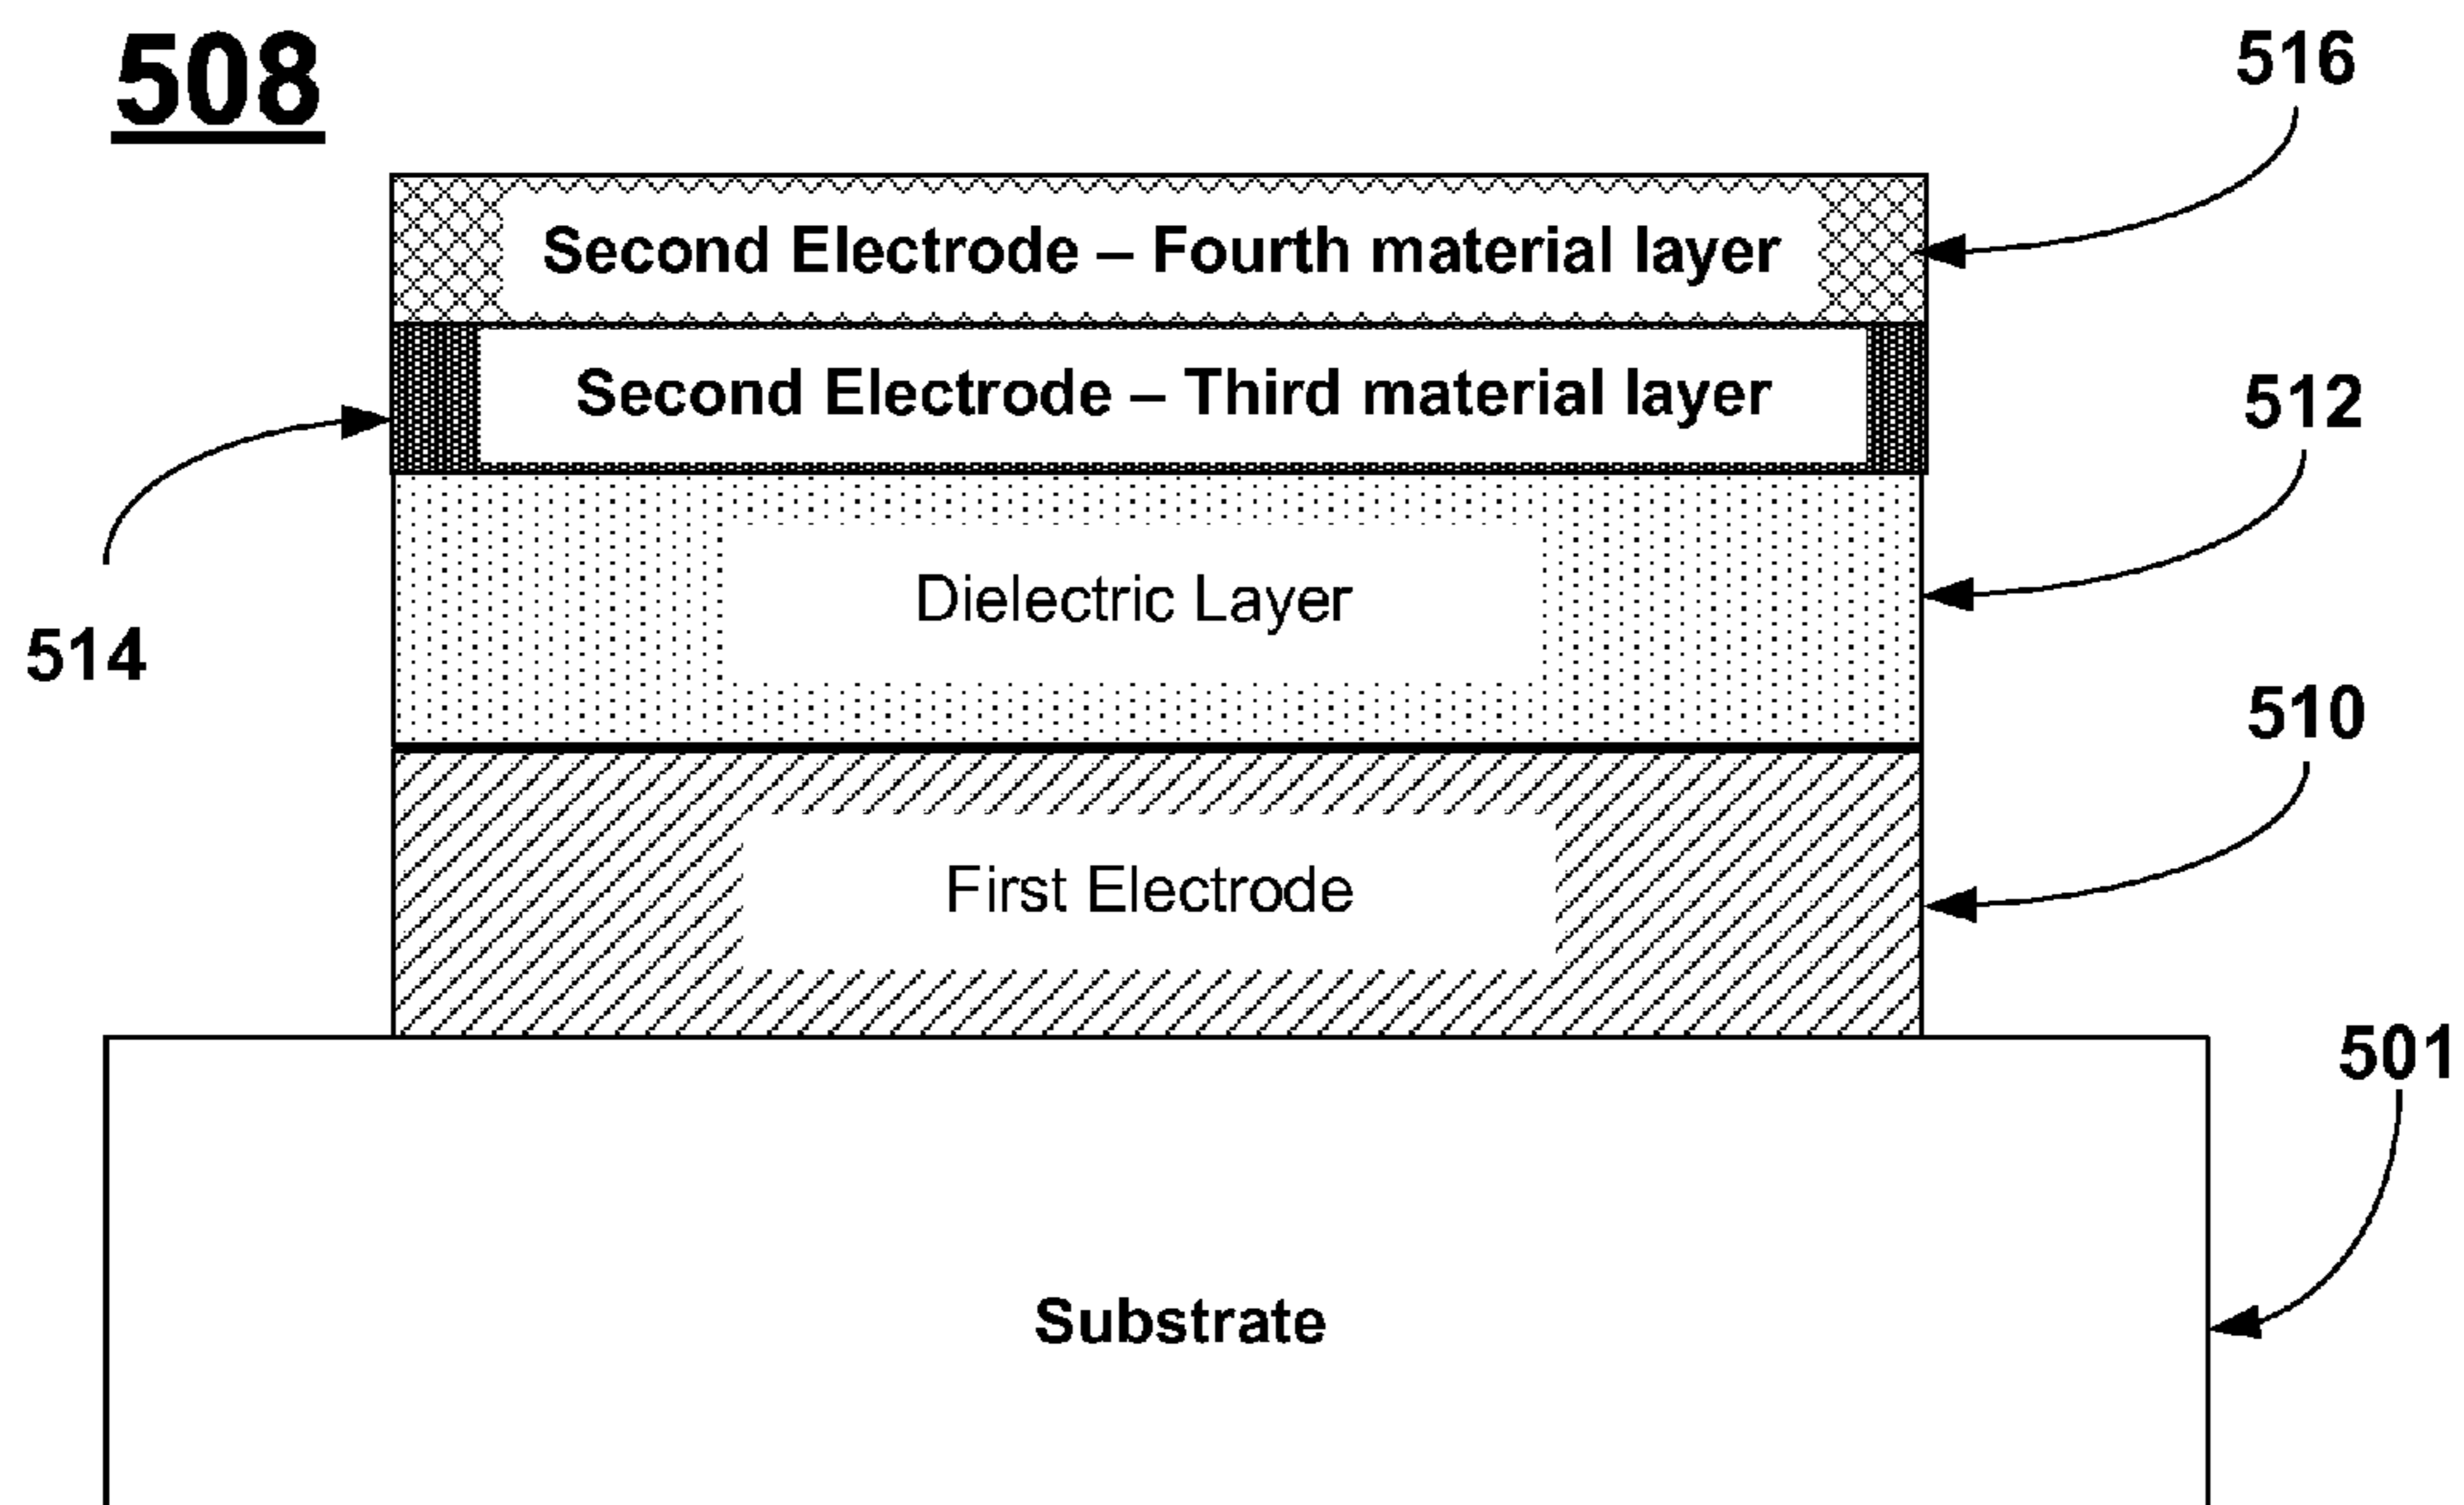 508
516
Second Electrode – Fourth material layer
Second Electrode – Third material layer
512
Dielectric Layer
514
510
First Electrode
501
Substrate